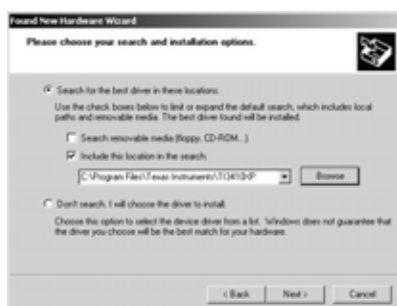 Found New Hardware Wizard
Please choose your search and installation options.
Search for the best driver in these locations.
Use the check boxes below to limit or expand the default search, which includes local
paths and removable media. The best driver found will be installed.
Search removable media (floppy, CD-ROM...)
Include this location in the search:
C:\Program Files\Texas Instruments\
Browse
Don't search. I will choose the driver to install.
Choose this option to select the device driver from a list. Windows does not guarantee that
the driver you choose will be the best match for your hardware.
< Back
Next >
Cancel